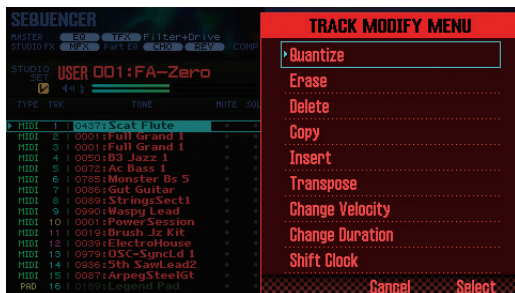 SEQUENCER
MASTER EQ TFX Filter+Drive
STUDIO FX MFX Part EQ CHO REV COMP
STUDIO SET USER 001:FA-Zero
TYPE TRK TONE MUTE SOL
MIDI 1 0437:Scat Flute
MIDI 2 0001:Full Grand 1
MIDI 3 0001:Full Grand 1
MIDI 4 0050:B3 Jazz 1
MIDI 5 0072:Ac Bass 1
MIDI 6 0785:Monster Bs 5
MIDI 7 0086:Gut Guitar
MIDI 8 0089:StringsSect1
MIDI 9 0990:Waspy Lead
MIDI 10 0001:PowerSession
MIDI 11 0019:Brush Jz Kit
MIDI 12 0039:ElectroHouse
MIDI 13 0979:OSC-SyncLd 1
MIDI 14 0936:5th SawLead2
MIDI 15 0087:ArpegSteelGt
PAD 16 0189:Legend Pad
TRACK MODIFY MENU
Quantize
Erase
Delete
Copy
Insert
Transpose
Change Velocity
Change Duration
Shift Clock
Cancel Select